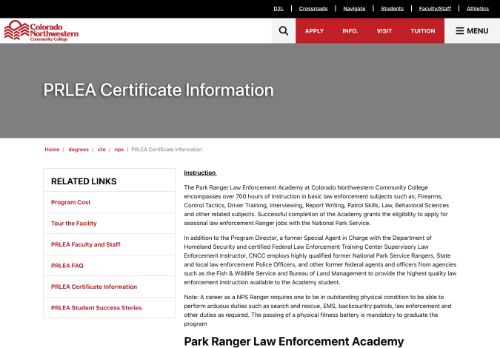 D2L | Crossroads | Navigate | Students | Faculty/Staff | Athletics
Colorado
Northwestern
Community College
APPLY INFO. VISIT TUITION MENU
PRLEA Certificate Information
Home / degrees / cte / nps / PRLEA Certificate Information
RELATED LINKS
Program Cost
Tour the Facility
PRLEA Faculty and Staff
PRLEA FAQ
PRLEA Certificate Information
PRLEA Student Success Stories
Instruction
The Park Ranger Law Enforcement Academy at Colorado Northwestern Community College
encompasses over 700 hours of instruction in basic law enforcement subjects such as; Firearms,
Control Tactics, Driver Training, Interviewing, Report Writing, Patrol Skills, Law, Behavioral Sciences
and other related subjects. Successful completion of the Academy grants the eligibility to apply for
seasonal law enforcement Ranger jobs with the National Park Service.
In addition to the Program Director, a former Special Agent in Charge with the Department of
Homeland Security and certified Federal Law Enforcement Training Center Supervisory Law
Enforcement Instructor, CNCC employs highly qualified former National Park Service Rangers, State
and local law enforcement Police Officers, and other former federal agents and officers from agencies
such as the Fish & Wildlife Service and Bureau of Land Management to provide the highest quality law
enforcement instruction available to the Academy student.
Note: A career as a NPS Ranger requires one to be in outstanding physical condition to be able to
perform arduous duties such as search and rescue, EMS, backcountry patrols, law enforcement and
other duties as required. The passing of a physical fitness battery is mandatory to graduate the
program
Park Ranger Law Enforcement Academy